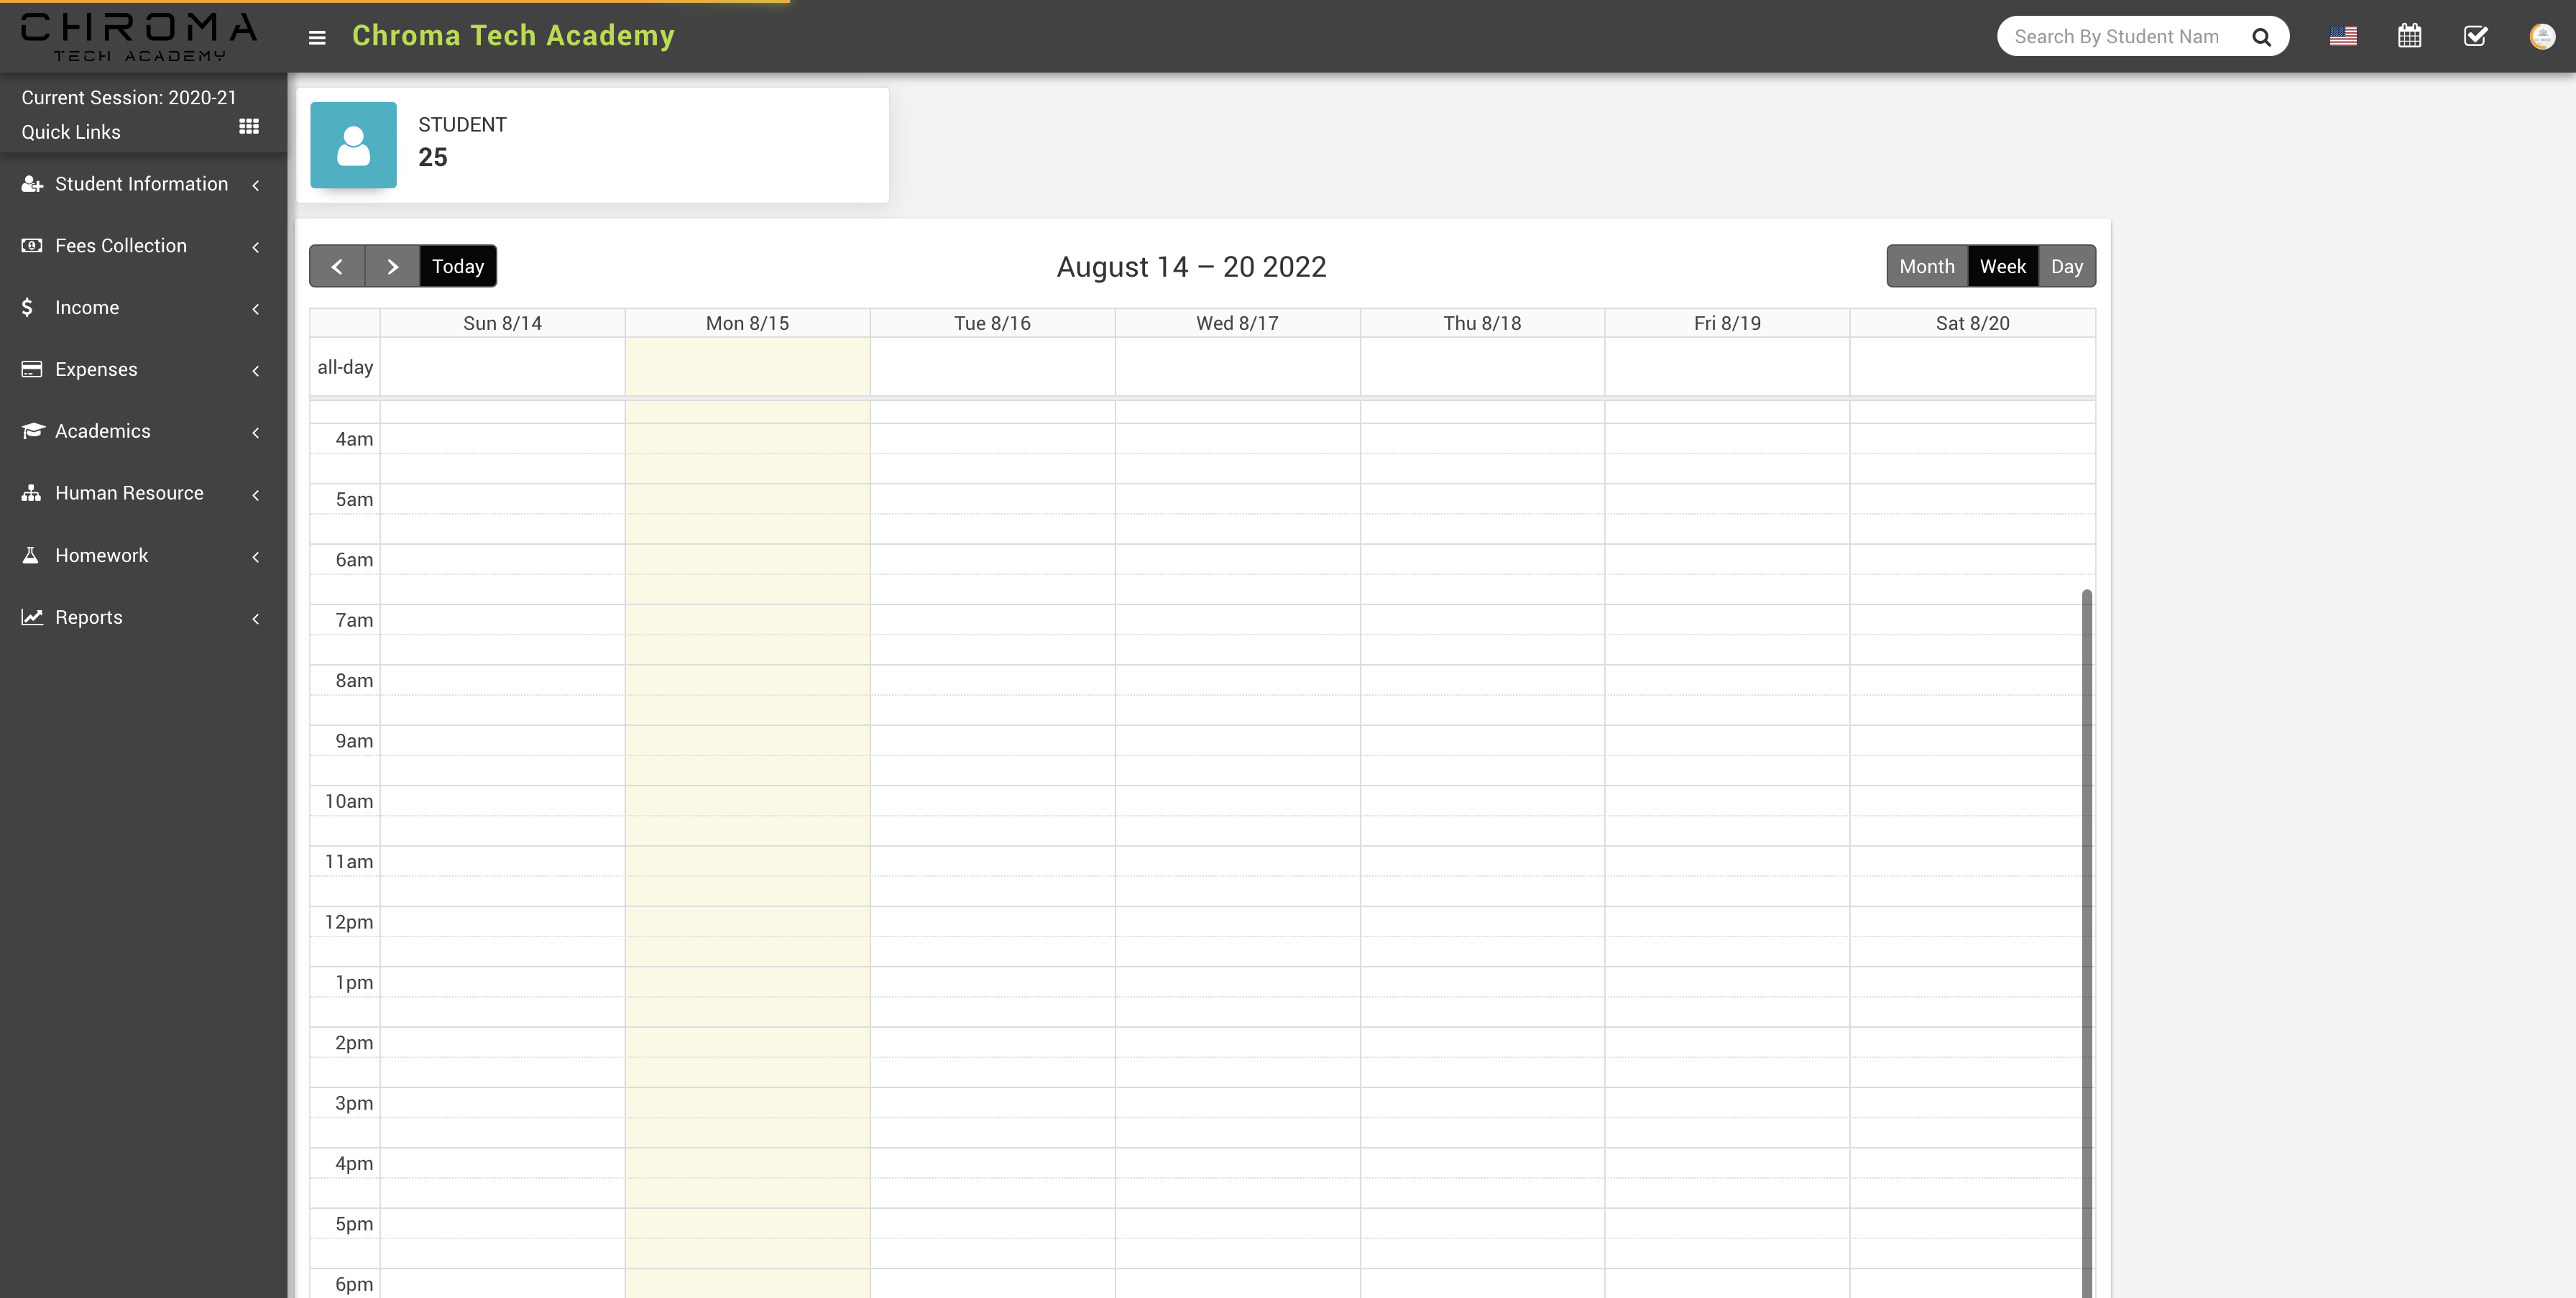 CHROMA
TECH ACADEMY
Chroma Tech Academy
Search By Student Nam
Current Session: 2020-21
Quick Links
Student Information
Fees Collection
Income
Expenses
Academics
Human Resource
Homework
Reports
STUDENT
25
Today
August 14 – 20 2022
Month Week Day
Sun 8/14 Mon 8/15 Tue 8/16 Wed 8/17 Thu 8/18 Fri 8/19 Sat 8/20
all-day
4am
5am
6am
7am
8am
9am
10am
11am
12pm
1pm
2pm
3pm
4pm
5pm
6pm